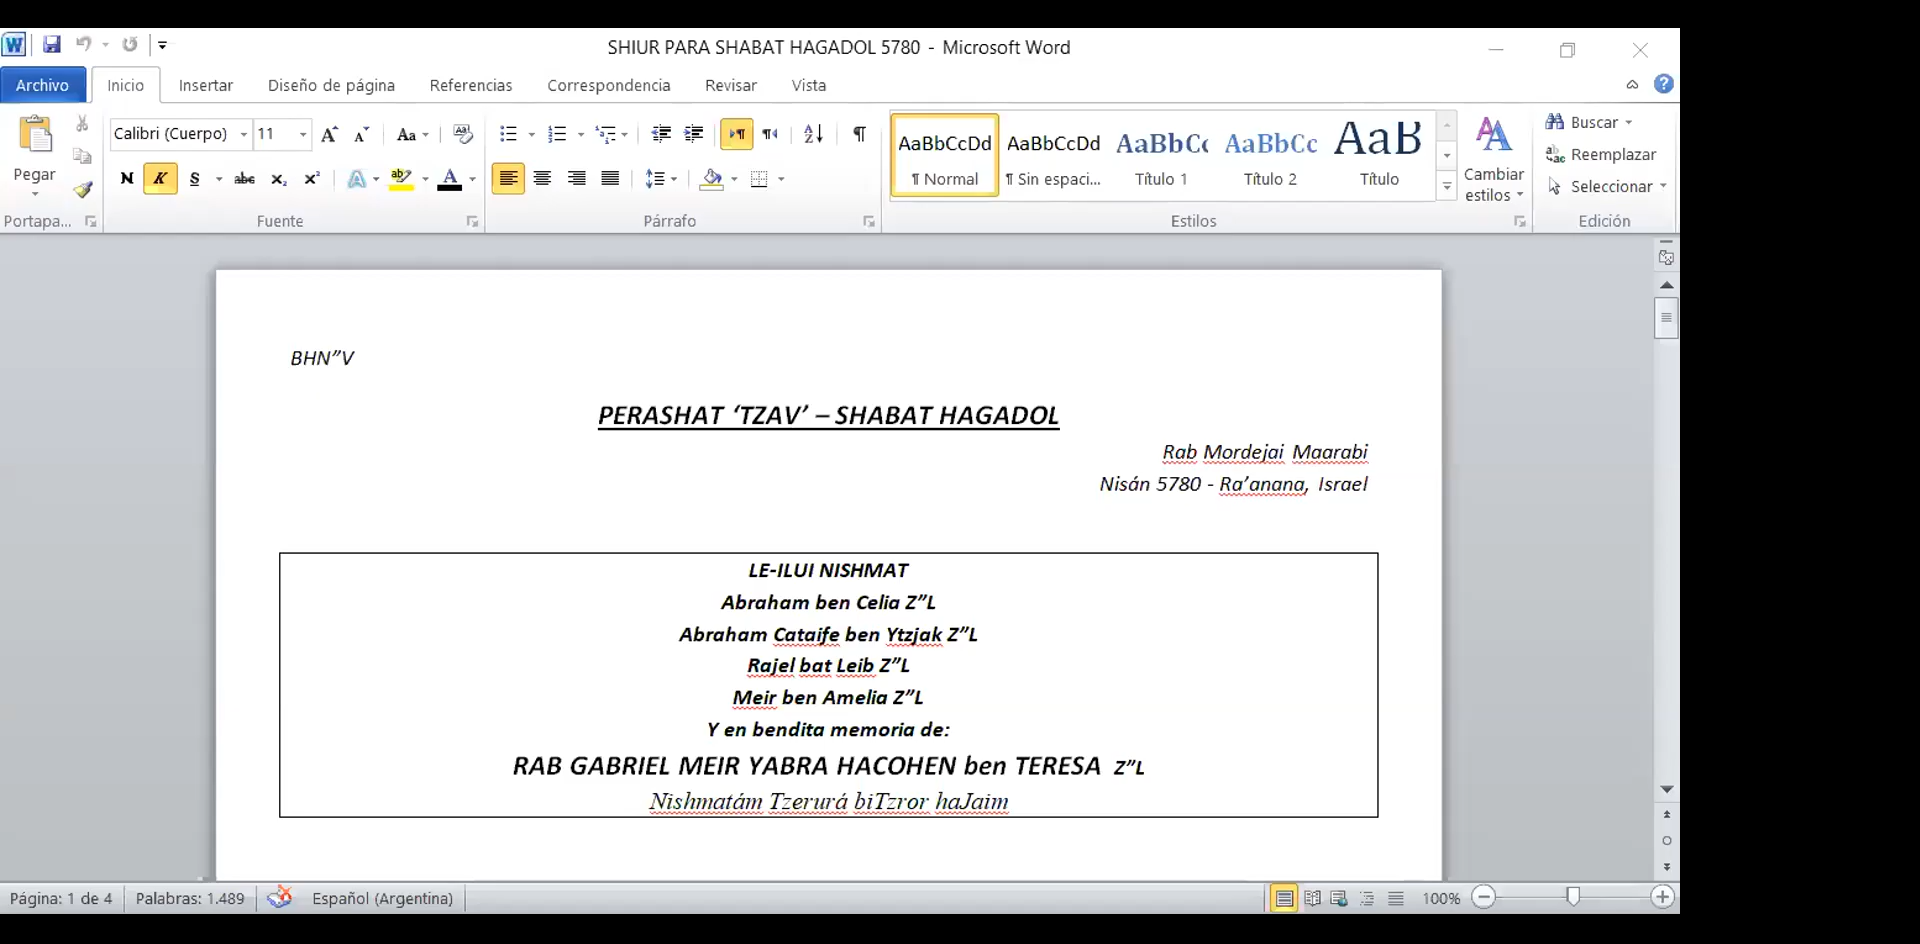 SHIUR PARA SHABAT HAGADOL 5780 - Microsoft Word
Archivo Inicio Insertar Diseño de página Referencias Correspondencia Revisar Vista
Pegar
Portapa...
Calibri (Cuerpo) 11
Fuente
Párrafo
AaBbCcDd AaBbCcDd AaBbCc AaBbCc AaB
¶ Normal ¶ Sin espaci... Título 1 Título 2 Título
Cambiar
estilos
Estilos
Buscar
Reemplazar
Seleccionar
Edición
BHN”V
PERASHAT ‘TZAV’ – SHABAT HAGADOL
Rab Mordejai Maarabi
Nisán 5780 - Ra’anana, Israel
LE-ILUI NISHMAT
Abraham ben Celia Z”L
Abraham Cataife ben Ytzjak Z”L
Rajel bat Leib Z”L
Meir ben Amelia Z”L
Y en bendita memoria de:
RAB GABRIEL MEIR YABRA HACOHEN ben TERESA Z”L
Nishmatám Tzerurá biTzror haJaim
Página: 1 de 4 Palabras: 1.489 Español (Argentina) 100%